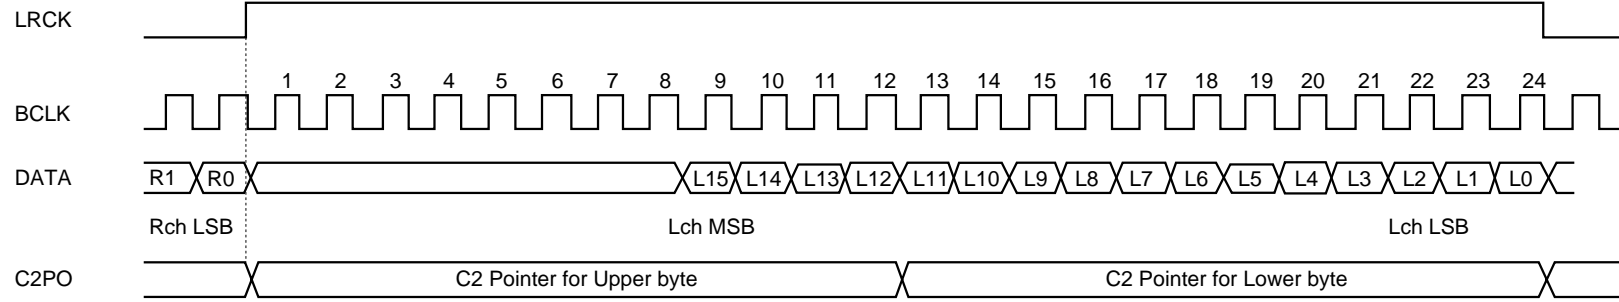 LRCK
1 2 3 4 5 6 7 8 9 10 11 12 13 14 15 16 17 18 19 20 21 22 23 24
BCLK
DATA R1 R0 L15 L14 L13 L12 L11 L10 L9 L8 L7 L6 L5 L4 L3 L2 L1 L0
Rch LSB Lch MSB Lch LSB
C2PO C2 Pointer for Upper byte C2 Pointer for Lower byte